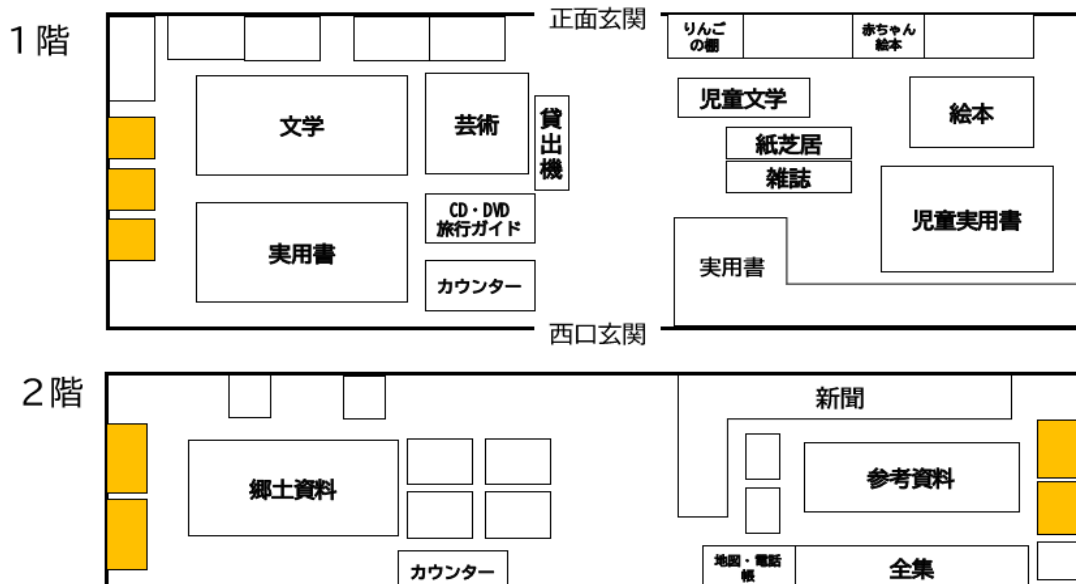 1階
正面玄関
りんご
の棚
赤ちゃん
絵本
文学
芸術
貸出機
児童文学
絵本
紙芝居
雑誌
CD・DVD
旅行ガイド
児童実用書
実用書
実用書
カウンター
西口玄関
2階
新聞
郷土資料
参考資料
地図・電話
帳
全集
カウンター